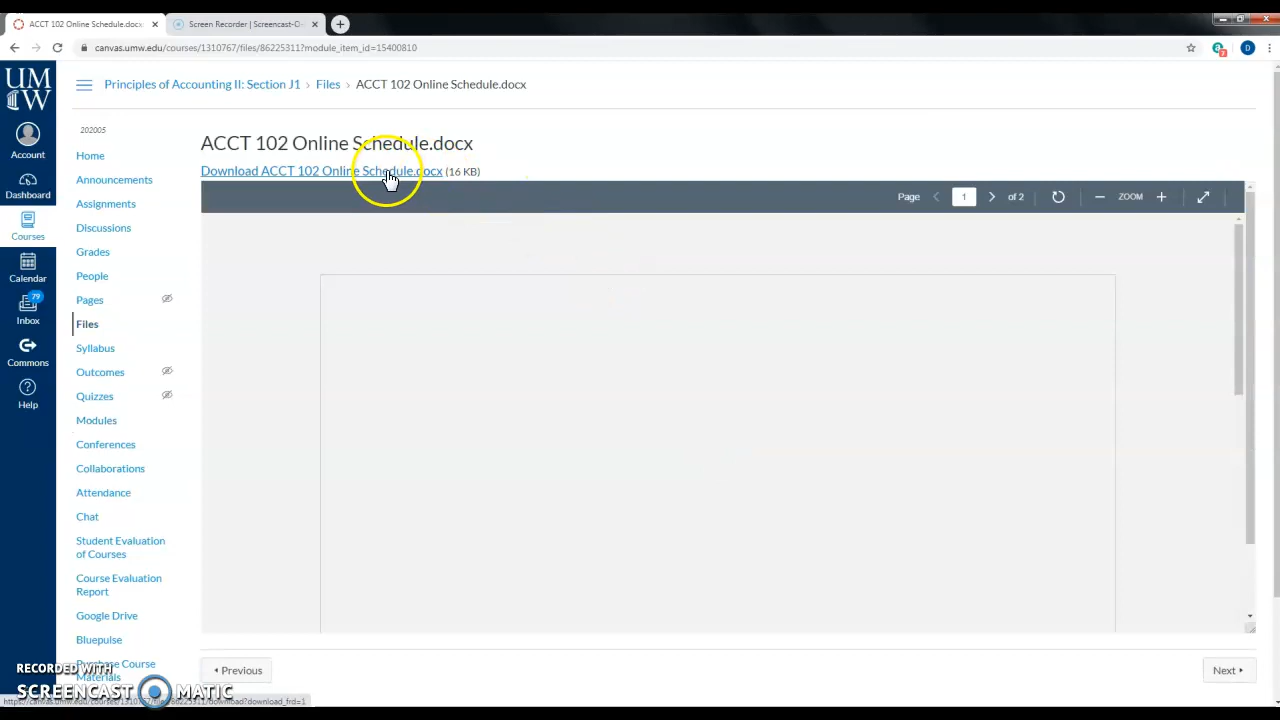 ACCT 102 Online Schedule.docx
Screen Recorder | Screencast-O-
canvas.umw.edu/courses/1310767/files/86225311?module_item_id=15400810
D
UMW
Principles of Accounting II: Section J1 › Files › ACCT 102 Online Schedule.docx
202005
Account
Dashboard
Courses
Calendar
79
Inbox
Commons
Help
Home
Announcements
Assignments
Discussions
Grades
People
Pages
Files
Syllabus
Outcomes
Quizzes
Modules
Conferences
Collaborations
Attendance
Chat
Student Evaluation
of Courses
Course Evaluation
Report
Google Drive
Bluepulse
Purchase Course
Materials
ACCT 102 Online Schedule.docx
Download ACCT 102 Online Schedule.docx (16 KB)
Page 1 of 2 ZOOM
Previous
Next
RECORDED WITH
SCREENCAST MATIC